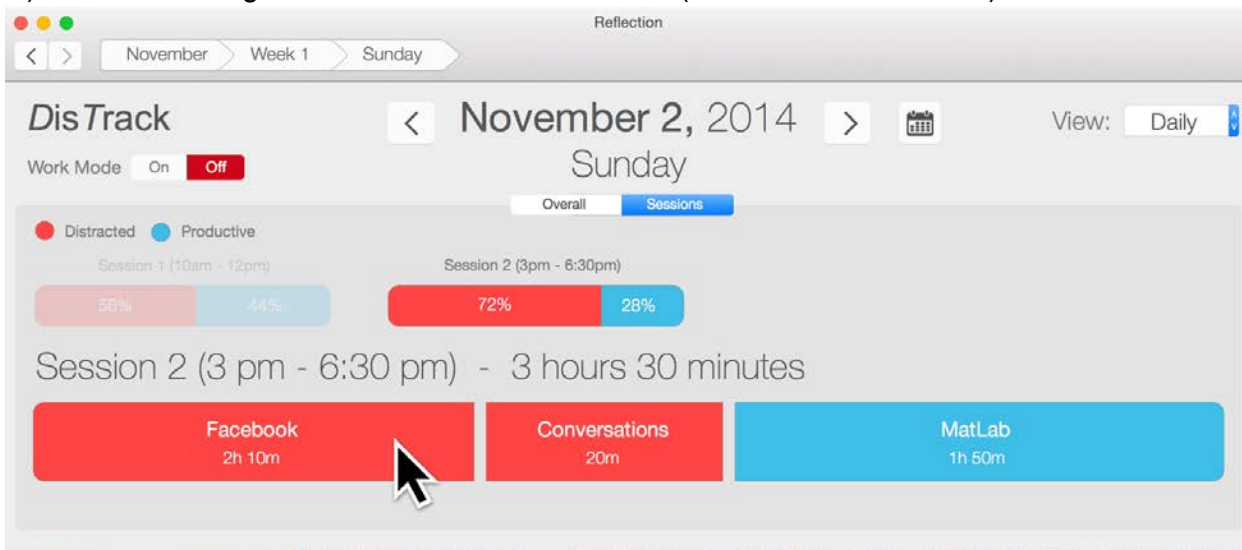 Reflection
November Week 1 Sunday
DisTrack
November 2, 2014
View: Daily
Work Mode On Off
Sunday
Overall Sessions
Distracted Productive
Session 1 (10am - 12pm) Session 2 (3pm - 6:30pm)
56% 44% 72% 28%
Session 2 (3 pm - 6:30 pm) - 3 hours 30 minutes
Facebook Conversations MatLab
2h 10m 20m 1h 50m